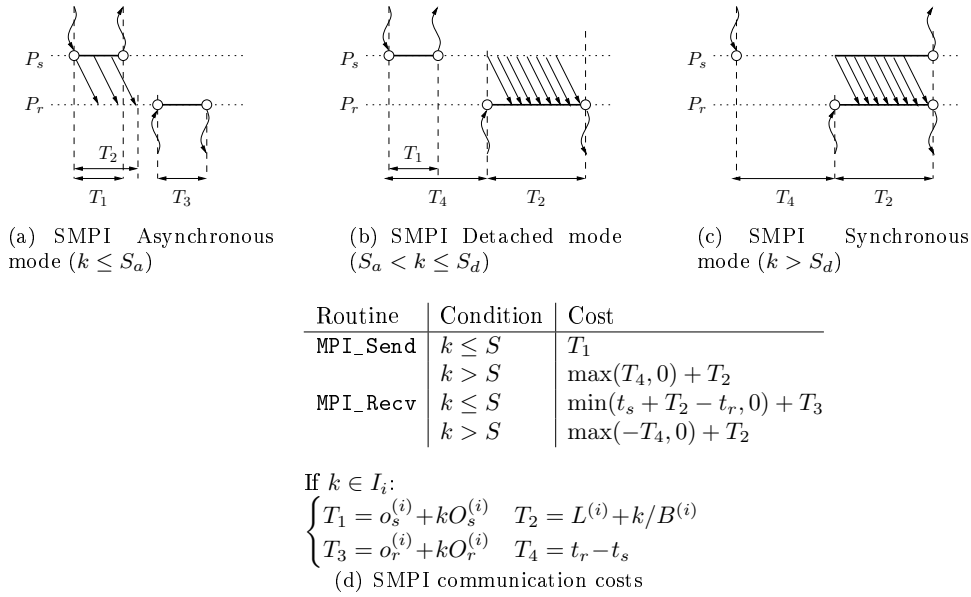 P_s
P_r
T_2
T_1
T_3
(a) SMPI Asynchronous
mode (k ≤ S_a)
P_s
P_r
T_1
T_4
T_2
(b) SMPI Detached mode
(S_a < k ≤ S_d)
P_s
P_r
T_4
T_2
(c) SMPI Synchronous
mode (k > S_d)
Routine Condition Cost
MPI_Send k ≤ S T_1
k > S max(T_4, 0) + T_2
MPI_Recv k ≤ S min(t_s + T_2 − t_r, 0) + T_3
k > S max(−T_4, 0) + T_2
If k ∈ I_i:
T_1 = o_s^(i) + kO_s^(i) T_2 = L^(i) + k/B^(i)
T_3 = o_r^(i) + kO_r^(i) T_4 = t_r − t_s
(d) SMPI communication costs